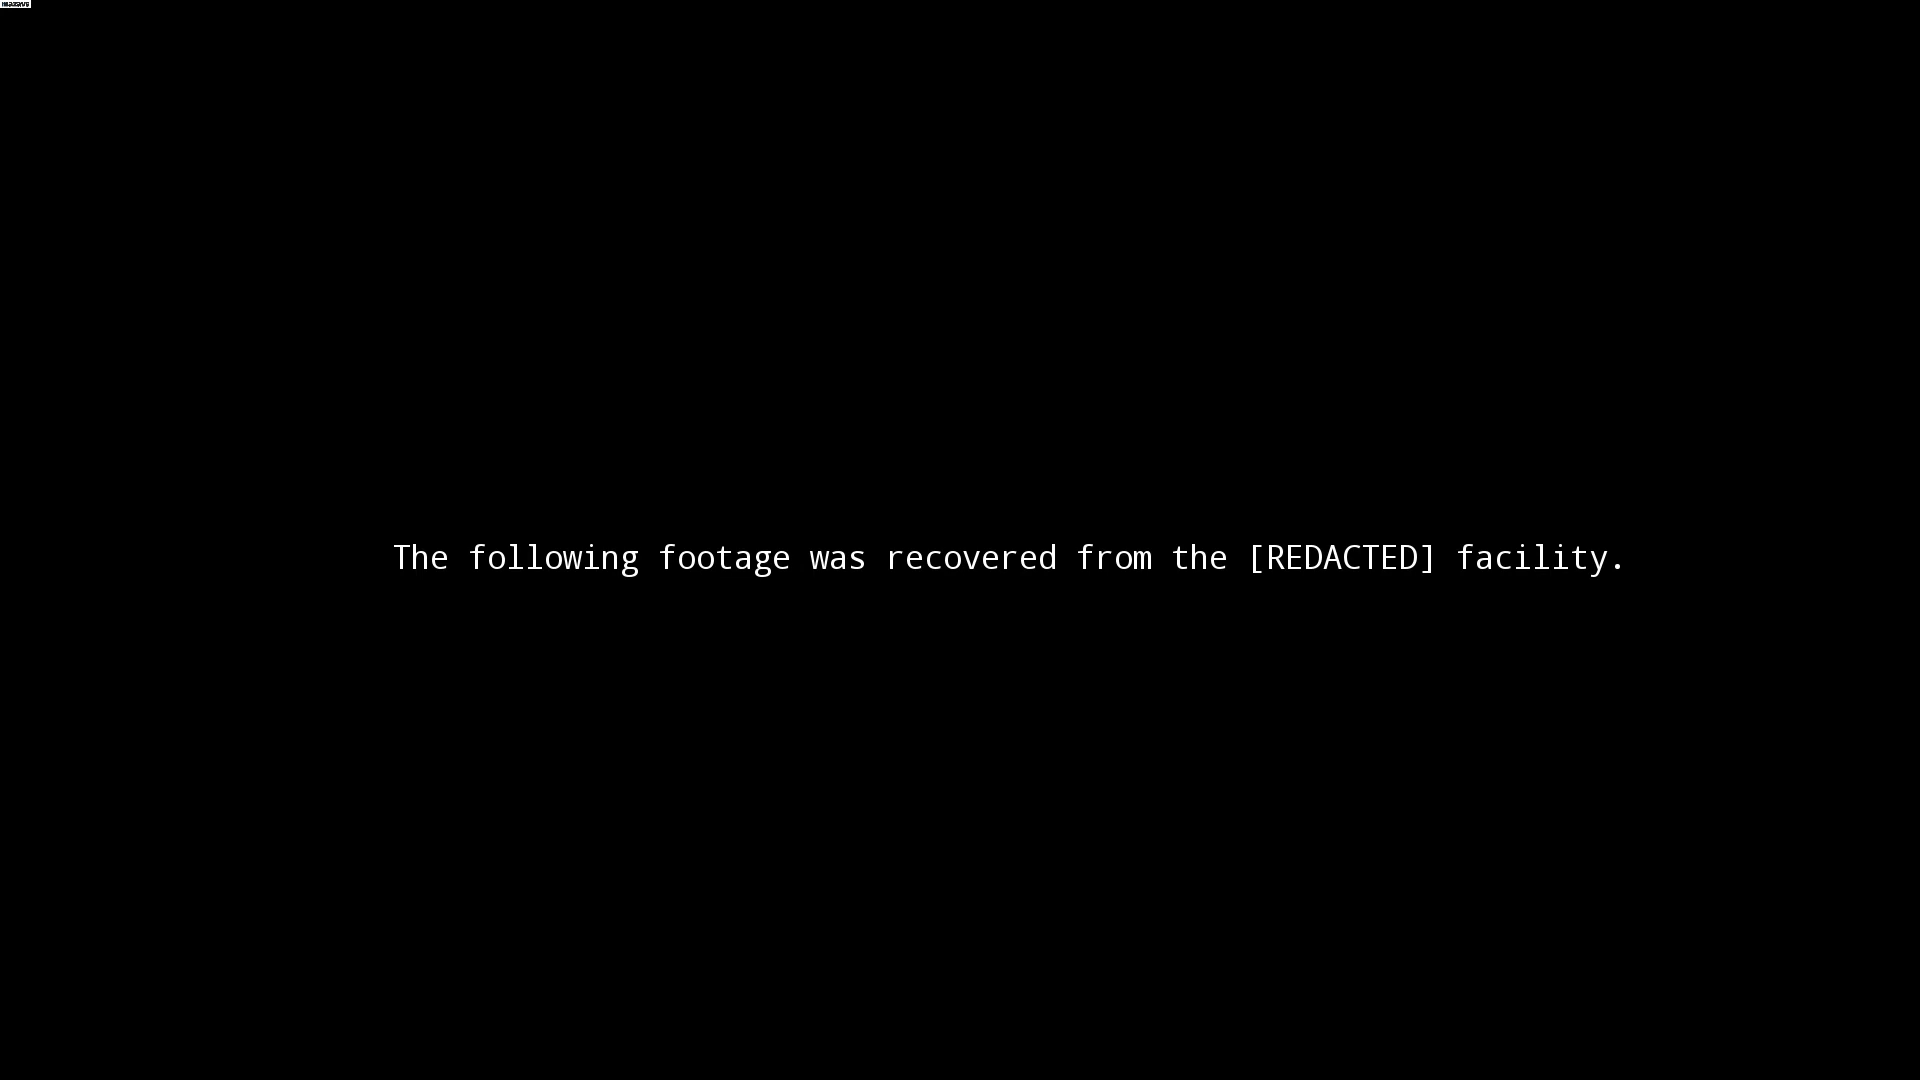 The following footage was recovered from the [REDACTED] facility.